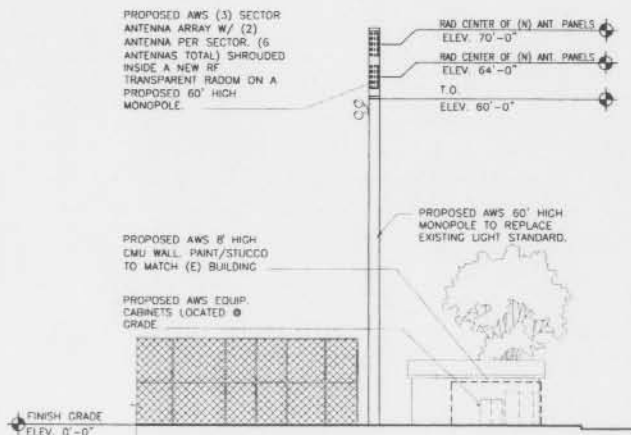 PROPOSED AWS (3) SECTOR
ANTENNA ARRAY W/ (2)
ANTENNA PER SECTOR. (6
ANTENNAS TOTAL) SHROUDED
INSIDE A NEW RF
TRANSPARENT RADOM ON A
PROPOSED 60' HIGH
MONOPOLE.
RAD CENTER OF (N) ANT. PANELS
ELEV. 70'-0"
RAD CENTER OF (N) ANT. PANELS
ELEV. 64'-0"
T.O.
ELEV. 60'-0"
PROPOSED AWS 60' HIGH
MONOPOLE TO REPLACE
EXISTING LIGHT STANDARD.
PROPOSED AWS 8' HIGH
CMU WALL. PAINT/STUCCO
TO MATCH (E) BUILDING
PROPOSED AWS EQUIP.
CABINETS LOCATED @
GRADE
FINISH GRADE
ELEV. 0'-0"